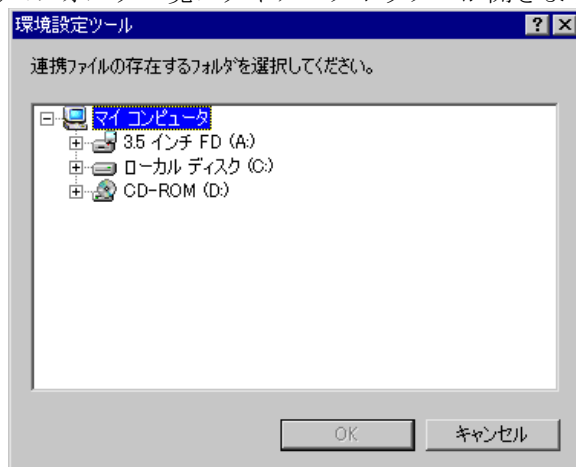 環境設定ツール
連携ファイルの存在するフォルダを選択してください。
マイ コンピュータ
3.5 インチ FD (A:)
ローカル ディスク (C:)
CD-ROM (D:)
OK
キャンセル